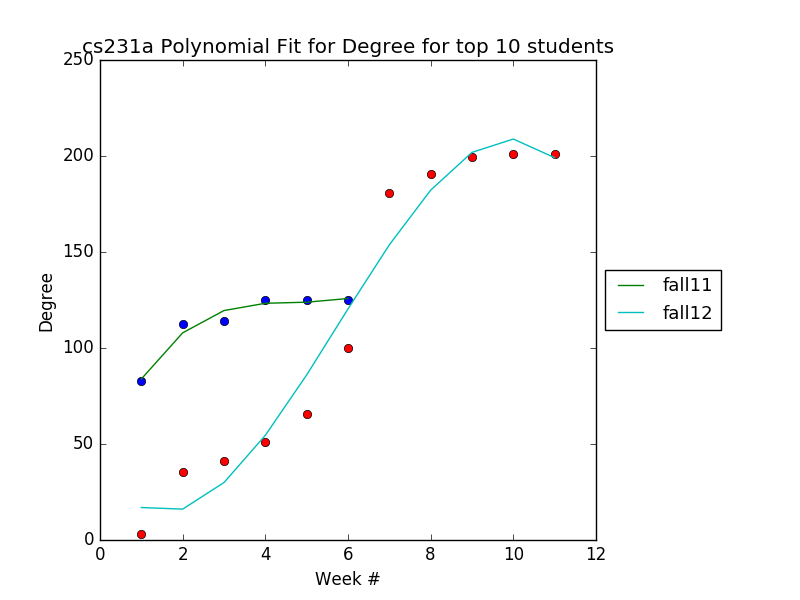 cs231a Polynomial Fit for Degree for top 10 students
250
200
150
100
50
0
Degree
0 2 4 6 8 10 12
Week #
fall11
fall12